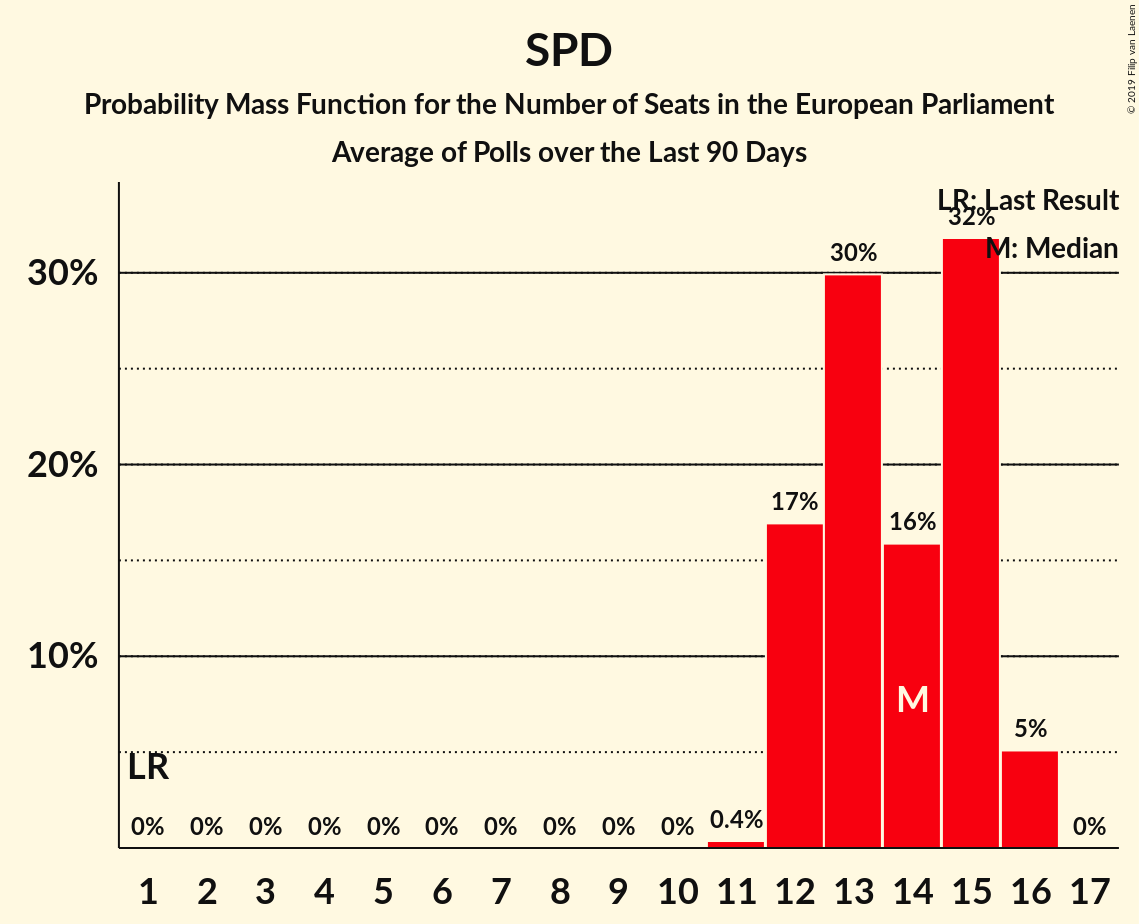 SPD
Probability Mass Function for the Number of Seats in the European Parliament
Average of Polls over the Last 90 Days
© 2019 Filip van Laenen
LR: Last Result
M: Median
30%
20%
10%
0% 0% 0% 0% 0% 0% 0% 0% 0% 0% 0.4% 17% 30% 16% 32% 5% 0%
LR
M
1 2 3 4 5 6 7 8 9 10 11 12 13 14 15 16 17